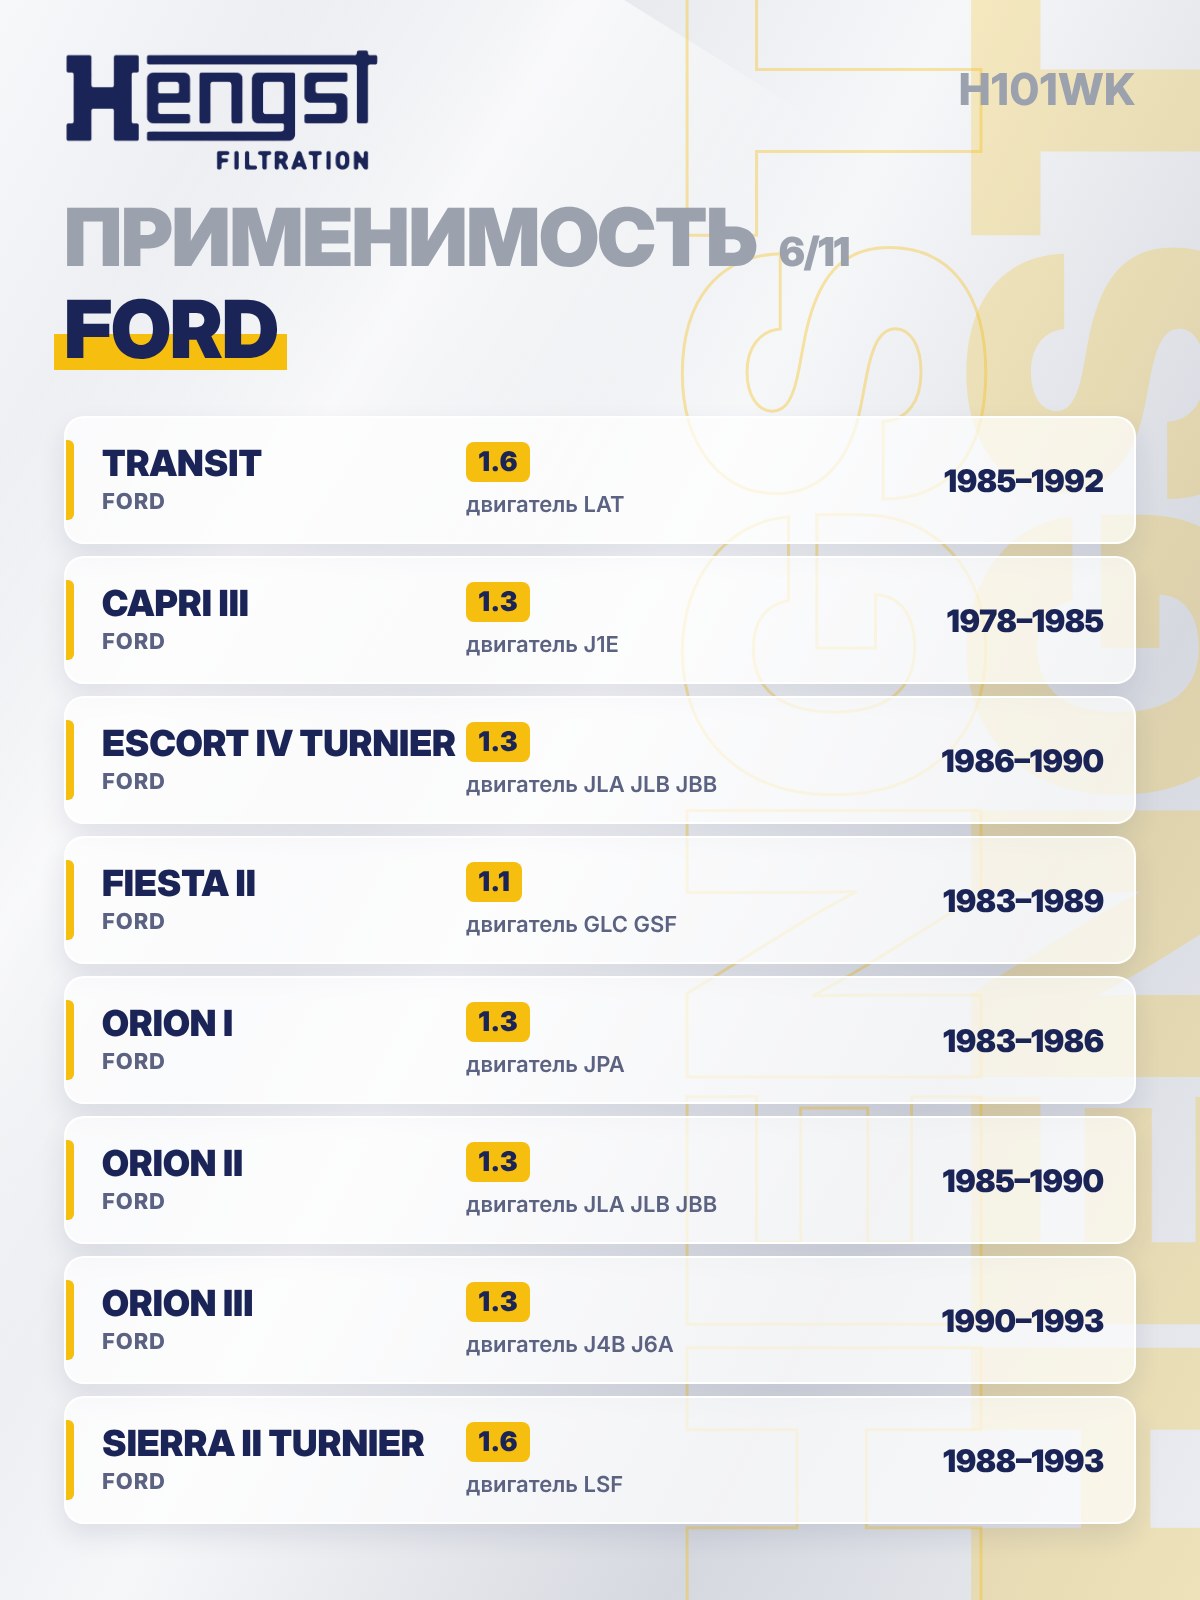 Hengst
FILTRATION
H101WK
ПРИМЕНИМОСТЬ 6/11
FORD
TRANSIT
FORD
1.6
двигатель LAT
1985–1992
CAPRI III
FORD
1.3
двигатель J1E
1978–1985
ESCORT IV TURNIER
FORD
1.3
двигатель JLA JLB JBB
1986–1990
FIESTA II
FORD
1.1
двигатель GLC GSF
1983–1989
ORION I
FORD
1.3
двигатель JPA
1983–1986
ORION II
FORD
1.3
двигатель JLA JLB JBB
1985–1990
ORION III
FORD
1.3
двигатель J4B J6A
1990–1993
SIERRA II TURNIER
FORD
1.6
двигатель LSF
1988–1993
HENGST
HENGST